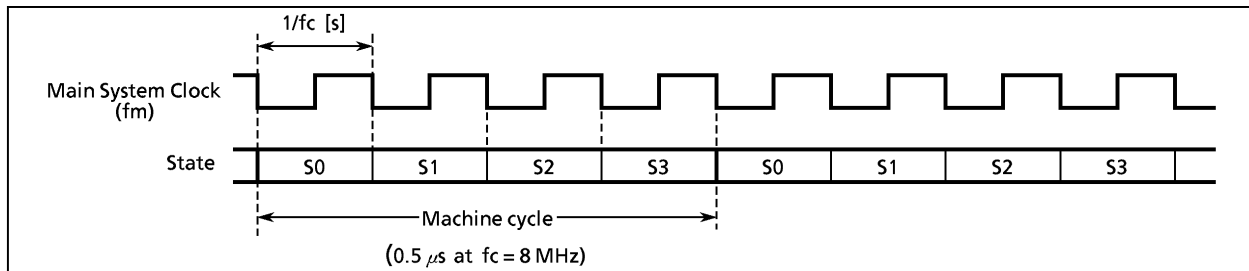 1/fc [s]
Main System Clock
(fm)
State
S0 S1 S2 S3 S0 S1 S2 S3
Machine cycle
(0.5 μs at fc = 8 MHz)